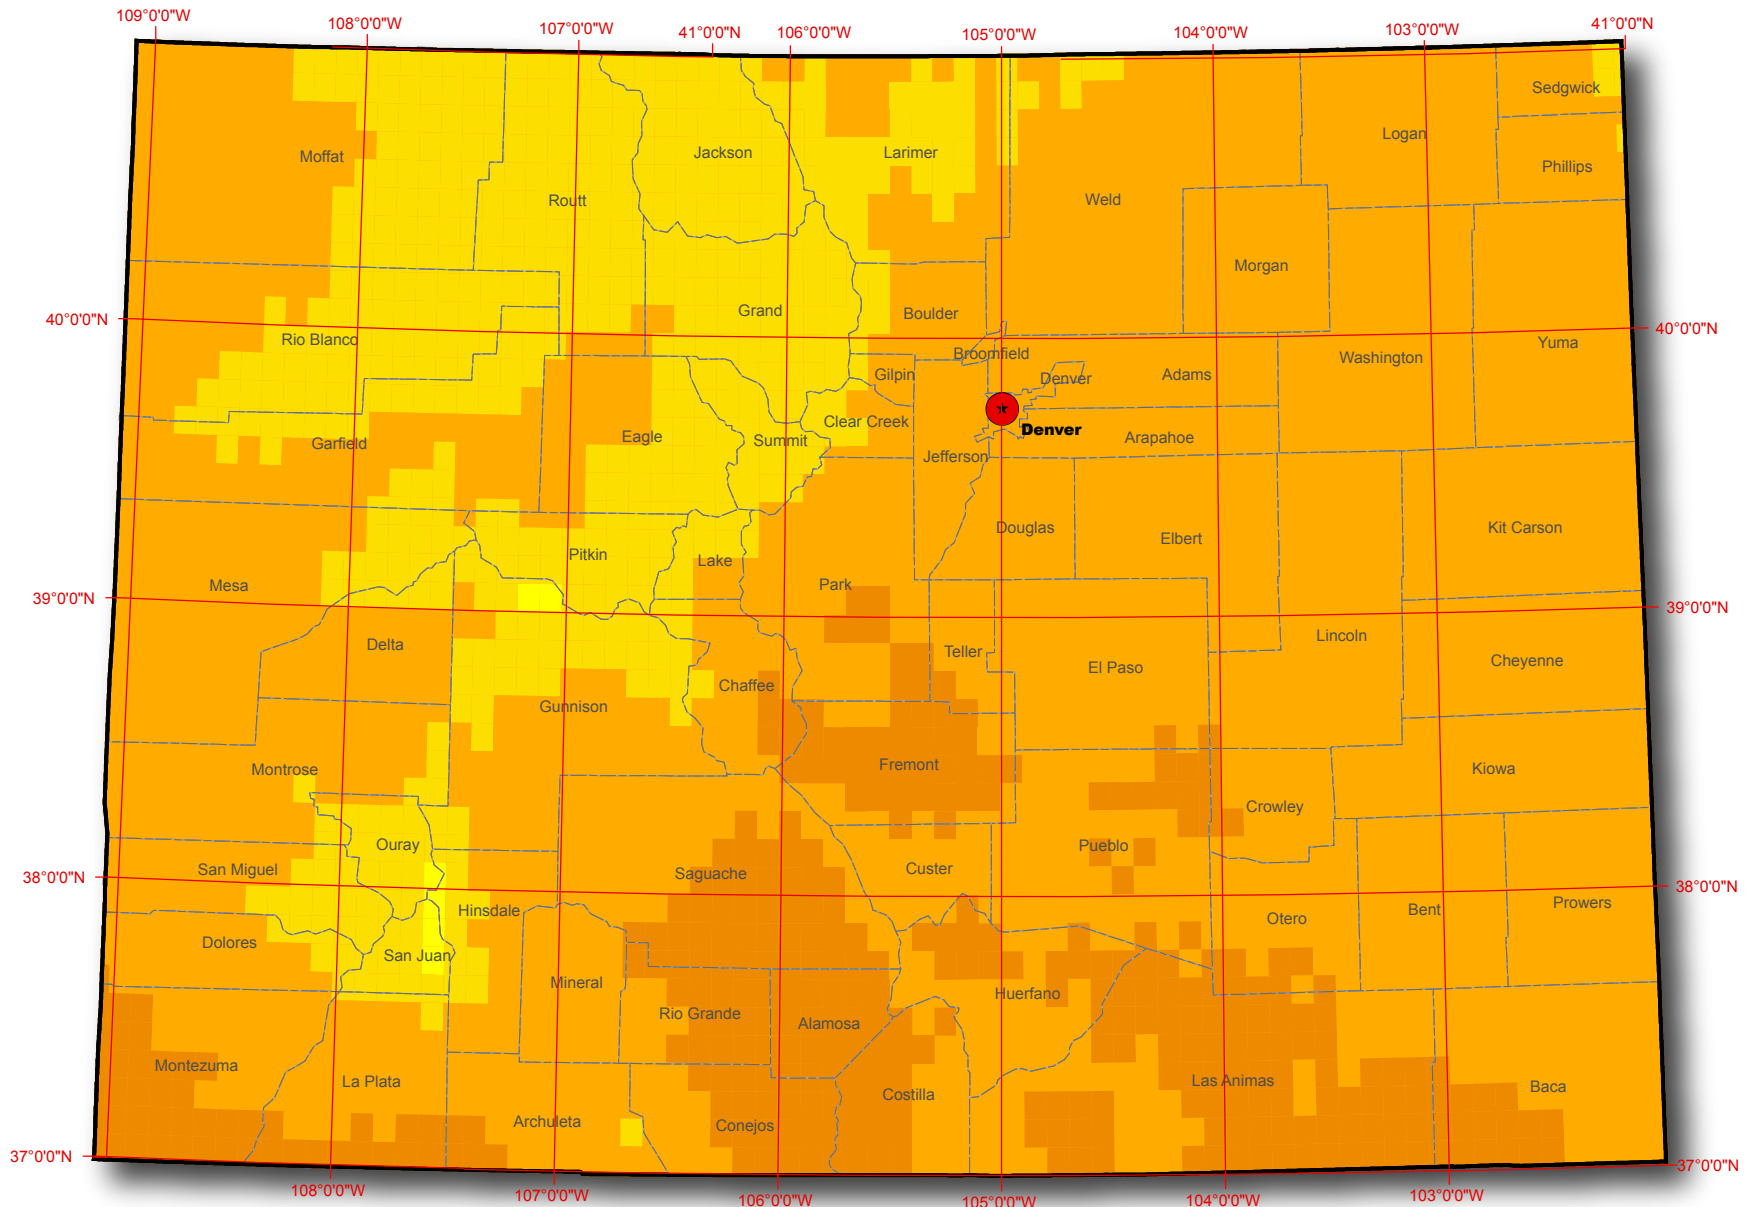 109°0'0"W
108°0'0"W
107°0'0"W
41°0'0"N
106°0'0"W
105°0'0"W
104°0'0"W
103°0'0"W
41°0'0"N
Sedgwick
Logan
Moffat
Jackson
Larimer
Phillips
Routt
Weld
Morgan
Grand
Boulder
40°0'0"N
40°0'0"N
Rio Blanco
Yuma
Broomfield
Washington
Gilpin
Denver
Adams
Clear Creek
Denver
Garfield
Eagle
Summit
Arapahoe
Jefferson
Douglas
Kit Carson
Elbert
Pitkin
Lake
Mesa
Park
39°0'0"N
39°0'0"N
Lincoln
Delta
Teller
Cheyenne
El Paso
Chaffee
Gunnison
Fremont
Montrose
Kiowa
Crowley
Ouray
Pueblo
San Miguel
Saguache
Custer
38°0'0"N
38°0'0"N
Hinsdale
Prowers
Bent
Otero
Dolores
San Juan
Mineral
Huerfano
Rio Grande
Alamosa
Montezuma
La Plata
Las Animas
Baca
Costilla
Archuleta
Conejos
37°0'0"N
37°0'0"N
108°0'0"W
107°0'0"W
106°0'0"W
105°0'0"W
104°0'0"W
103°0'0"W